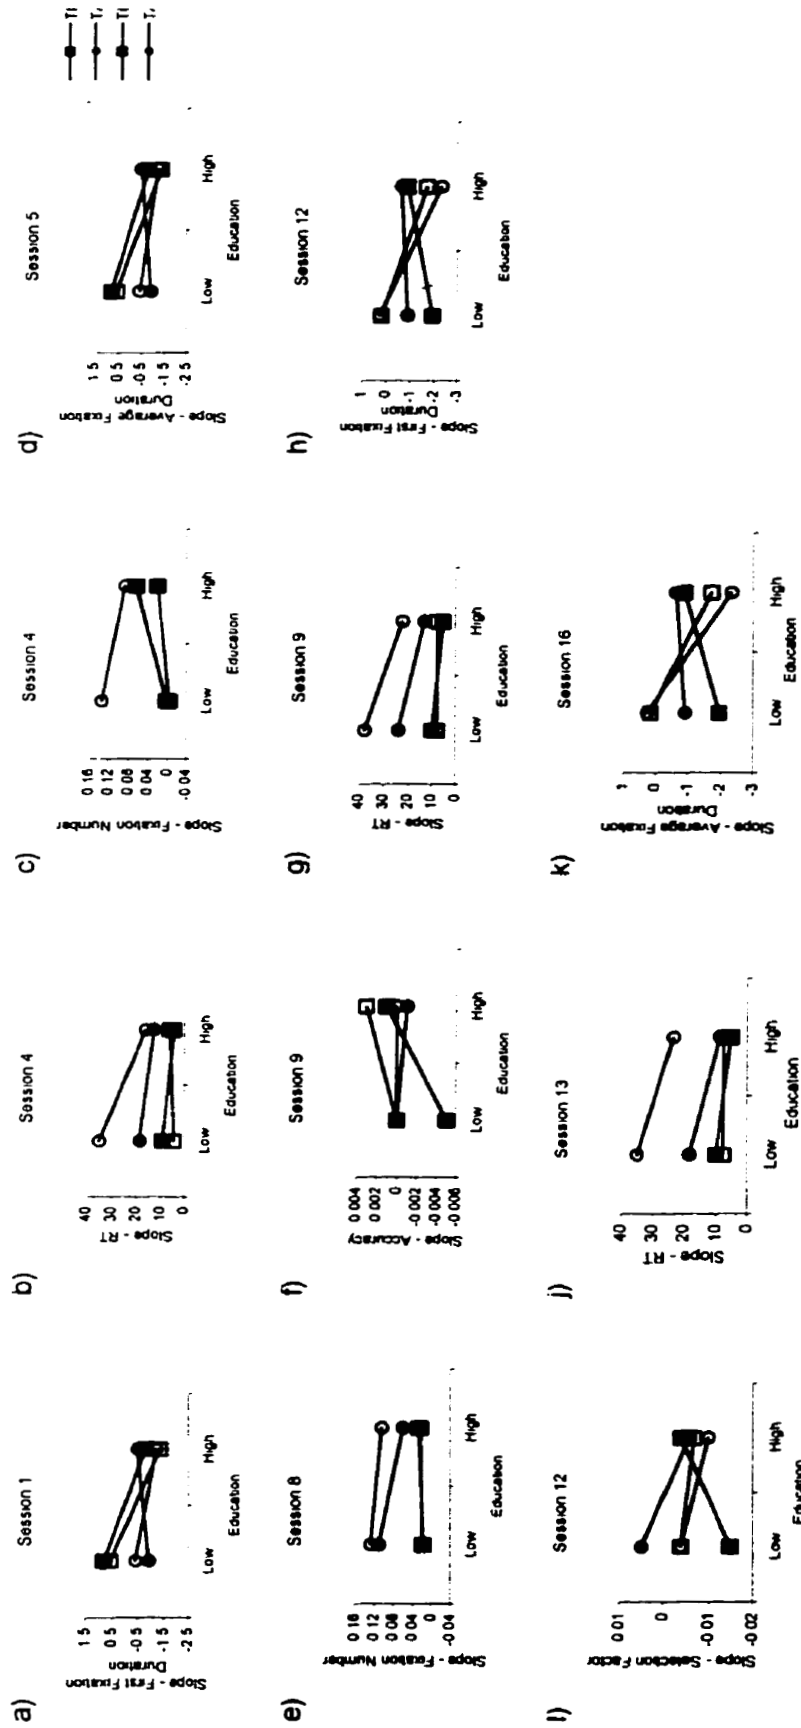 a)
Session 1
Slope - First Fixation
Duration
1 5
0 5
-0 5
-1 5
-2 5
Low
High
Education
b)
Session 4
Slope - RT
40
30
20
10
0
Low
High
Education
c)
Session 4
Slope - Fixation Number
0 16
0 12
0 08
0 04
0
-0 04
Low
High
Education
d)
Session 5
Slope - Average Fixation
Duration
1 5
0 5
-0 5
-1 5
-2 5
Low
High
Education
e)
Session 8
Slope - Fixation Number
0 16
0 12
0 08
0 04
0
-0 04
Low
High
Education
f)
Session 9
Slope - Accuracy
0 004
0 002
0
-0 002
-0 004
-0 006
Low
High
Education
g)
Session 9
Slope - RT
40
30
20
10
0
Low
High
Education
h)
Session 12
Slope - First Fixation
Duration
1
0
-1
-2
-3
Low
High
Education
i)
Session 12
Slope - Selection Factor
0 01
0
-0 01
-0 02
Low
High
Education
j)
Session 13
Slope - RT
40
30
20
10
0
Low
High
Education
k)
Session 16
Slope - Average Fixation
Duration
1
0
-1
-2
-3
Low
High
Education